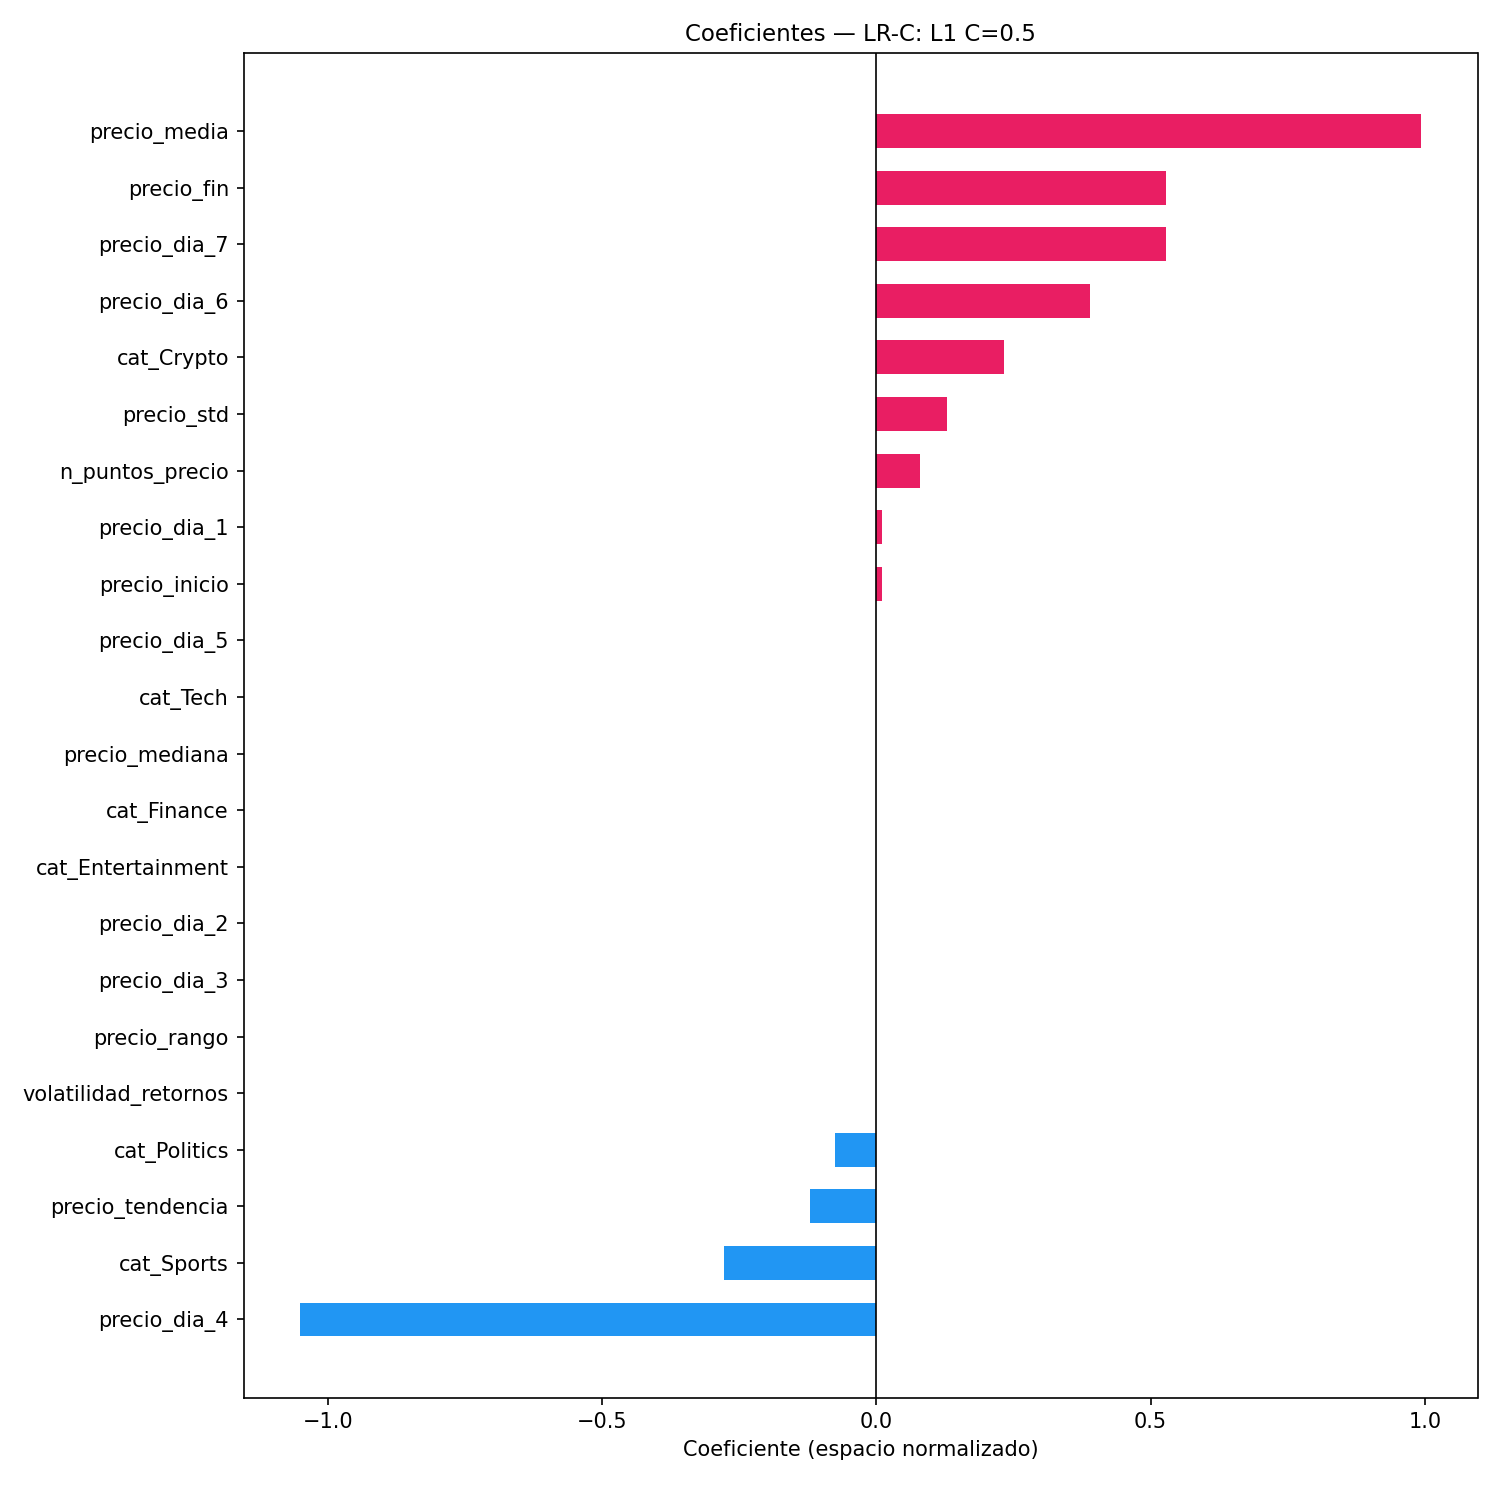 Coeficientes — LR-C: L1 C=0.5
precio_media
precio_fin
precio_dia_7
precio_dia_6
cat_Crypto
precio_std
n_puntos_precio
precio_dia_1
precio_inicio
precio_dia_5
cat_Tech
precio_mediana
cat_Finance
cat_Entertainment
precio_dia_2
precio_dia_3
precio_rango
volatilidad_retornos
cat_Politics
precio_tendencia
cat_Sports
precio_dia_4
−1.0 −0.5 0.0 0.5 1.0
Coeficiente (espacio normalizado)